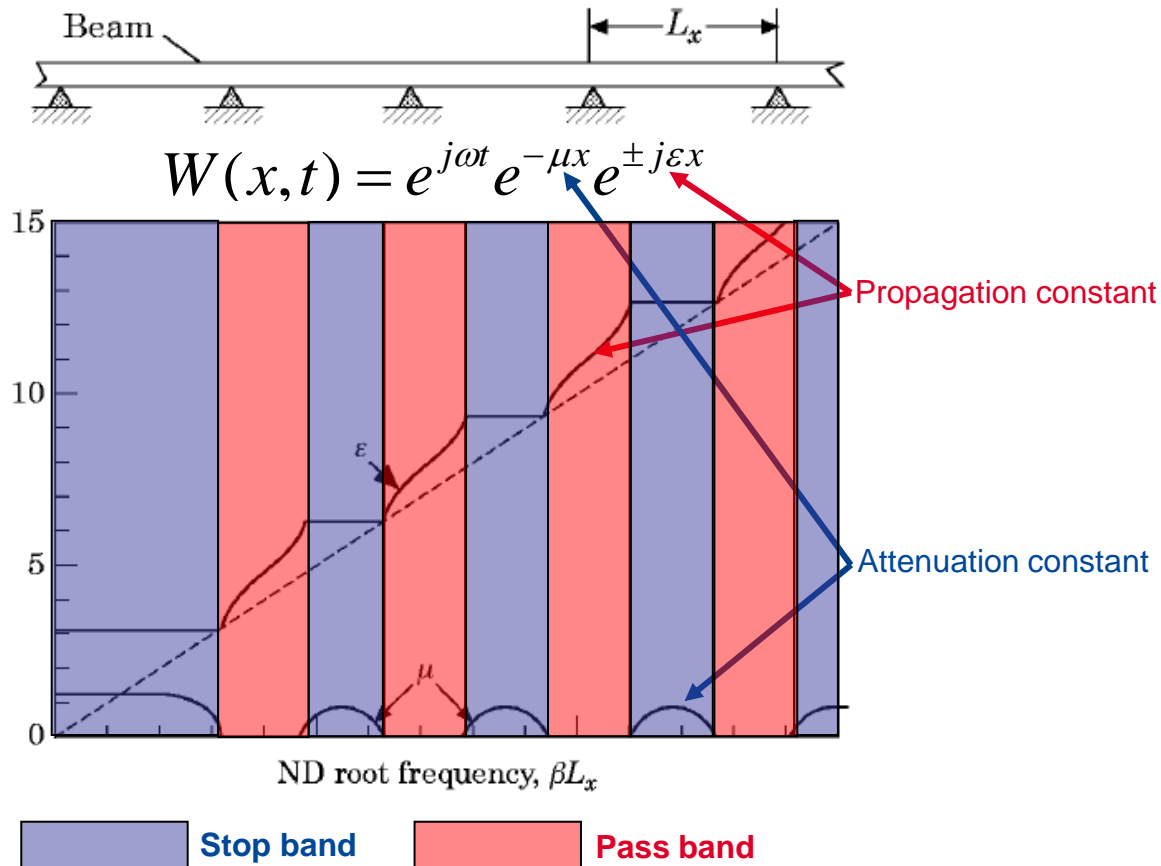 Beam
L_x
W(x,t) = e^{jωt} e^{-μx} e^{±jεx}
15
10
ε
5
μ
0
ND root frequency, βL_x
Propagation constant
Attenuation constant
Stop band
Pass band